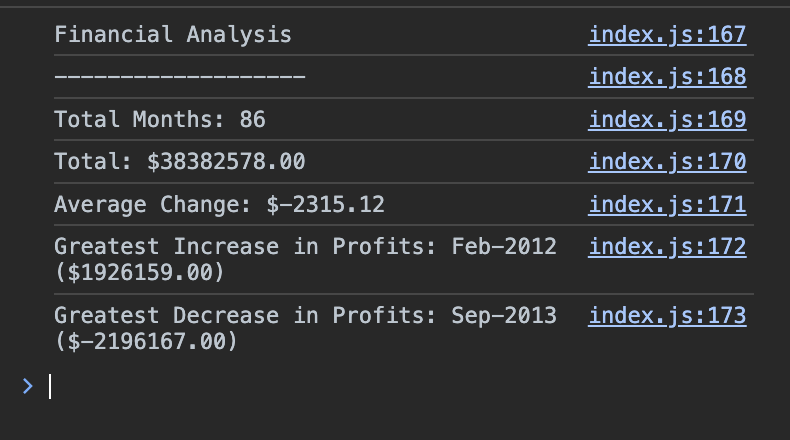 Financial Analysis index.js:167
------------------- index.js:168
Total Months: 86 index.js:169
Total: $38382578.00 index.js:170
Average Change: $-2315.12 index.js:171
Greatest Increase in Profits: Feb-2012 index.js:172
($1926159.00)
Greatest Decrease in Profits: Sep-2013 index.js:173
($-2196167.00)
>